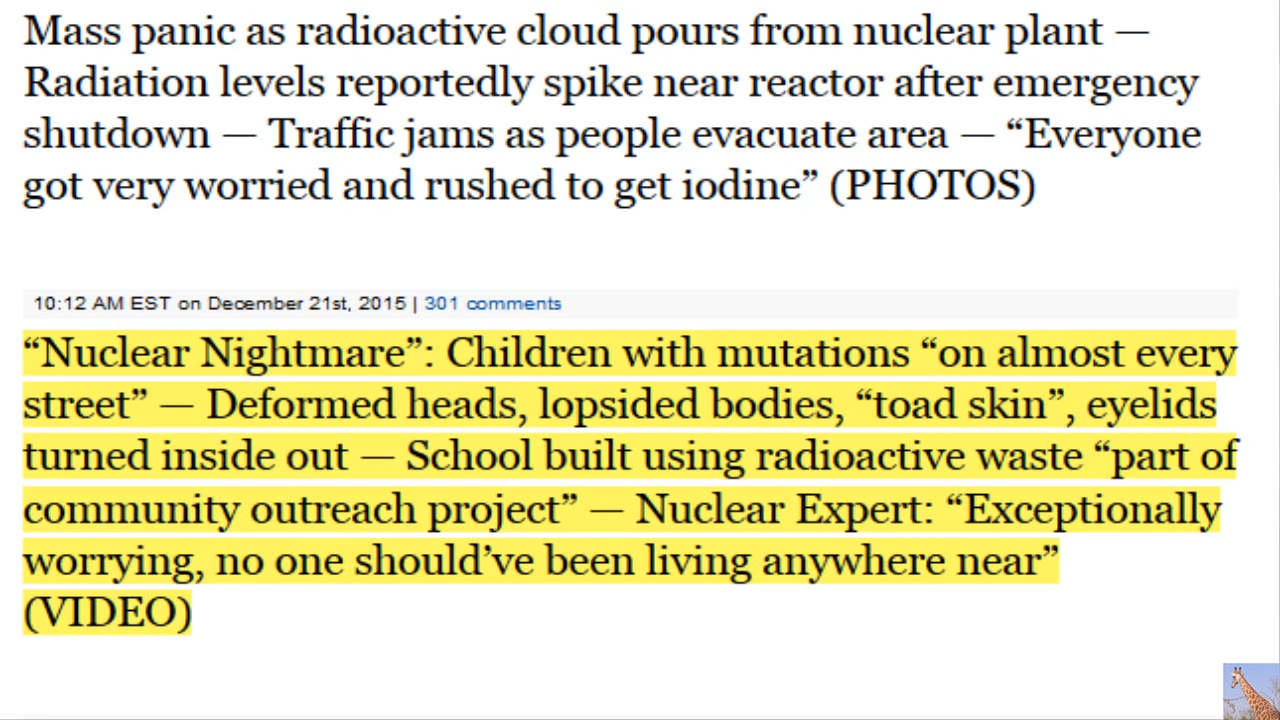 Mass panic as radioactive cloud pours from nuclear plant —
Radiation levels reportedly spike near reactor after emergency
shutdown — Traffic jams as people evacuate area — “Everyone
got very worried and rushed to get iodine” (PHOTOS)
10:12 AM EST on December 21st, 2015 | 301 comments
“Nuclear Nightmare”: Children with mutations “on almost every
street” — Deformed heads, lopsided bodies, “toad skin”, eyelids
turned inside out — School built using radioactive waste “part of
community outreach project” — Nuclear Expert: “Exceptionally
worrying, no one should’ve been living anywhere near”
(VIDEO)